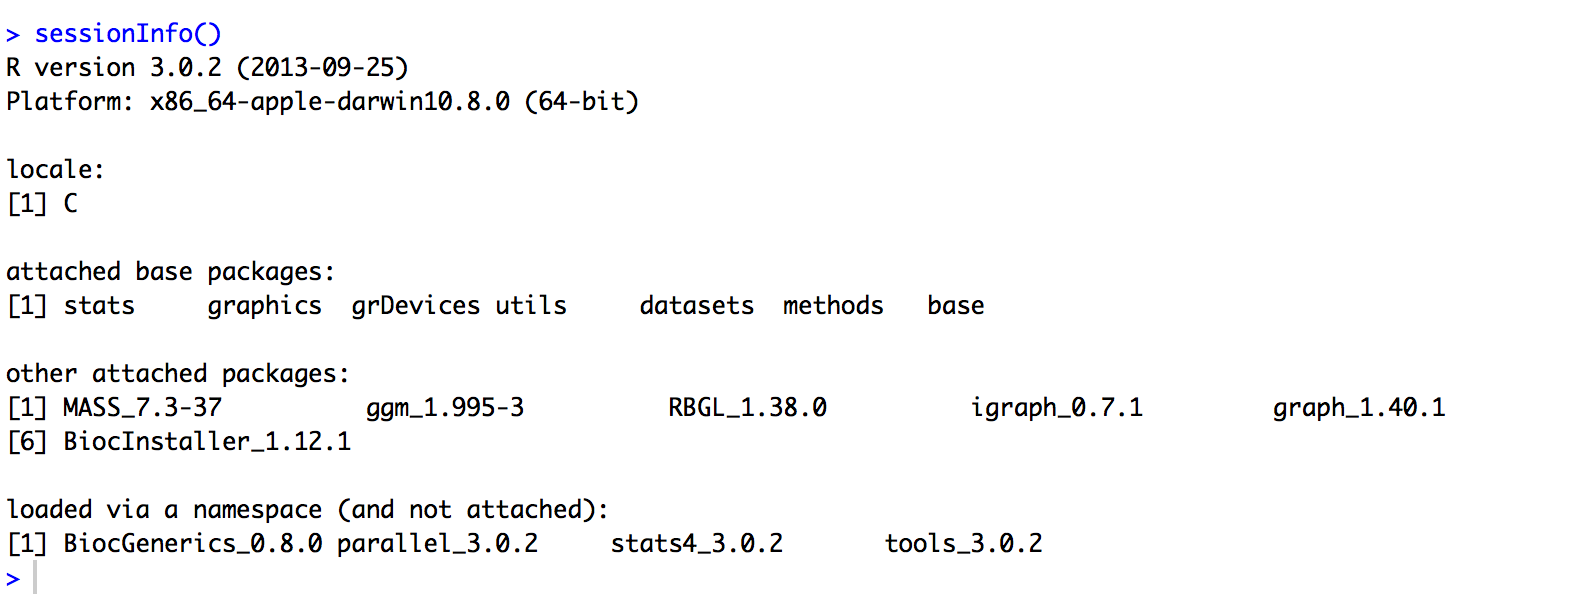 > sessionInfo()
R version 3.0.2 (2013-09-25)
Platform: x86_64-apple-darwin10.8.0 (64-bit)
locale:
[1] C
attached base packages:
[1] stats     graphics  grDevices utils     datasets  methods   base
other attached packages:
[1] MASS_7.3-37          ggm_1.995-3          RBGL_1.38.0          igraph_0.7.1         graph_1.40.1
[6] BiocInstaller_1.12.1
loaded via a namespace (and not attached):
[1] BiocGenerics_0.8.0 parallel_3.0.2     stats4_3.0.2       tools_3.0.2
>